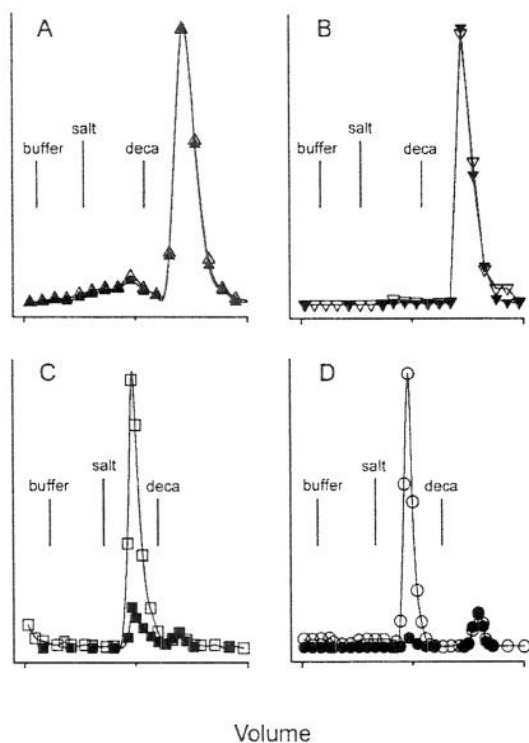 A
buffer
salt
deca
B
buffer
salt
deca
C
buffer
salt
deca
D
buffer
salt
deca
Volume